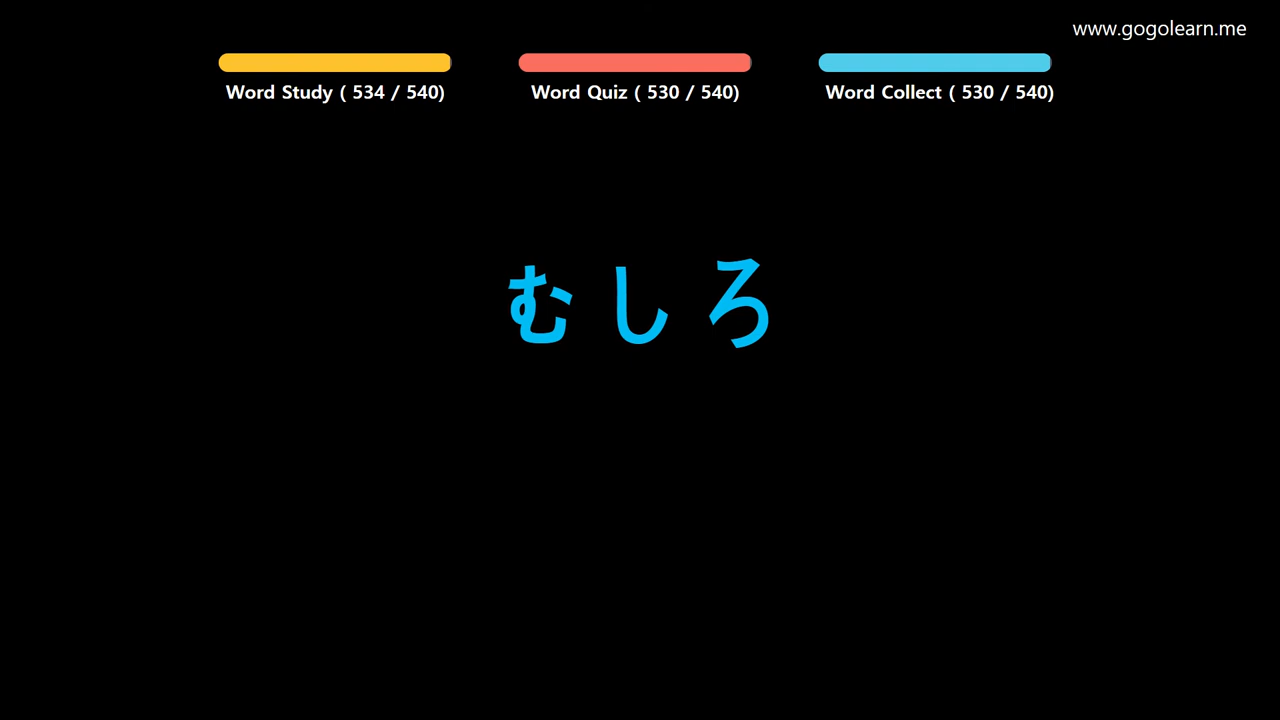 www.gogolearn.me
Word Study ( 534 / 540)
Word Quiz ( 530 / 540)
Word Collect ( 530 / 540)
むしろ